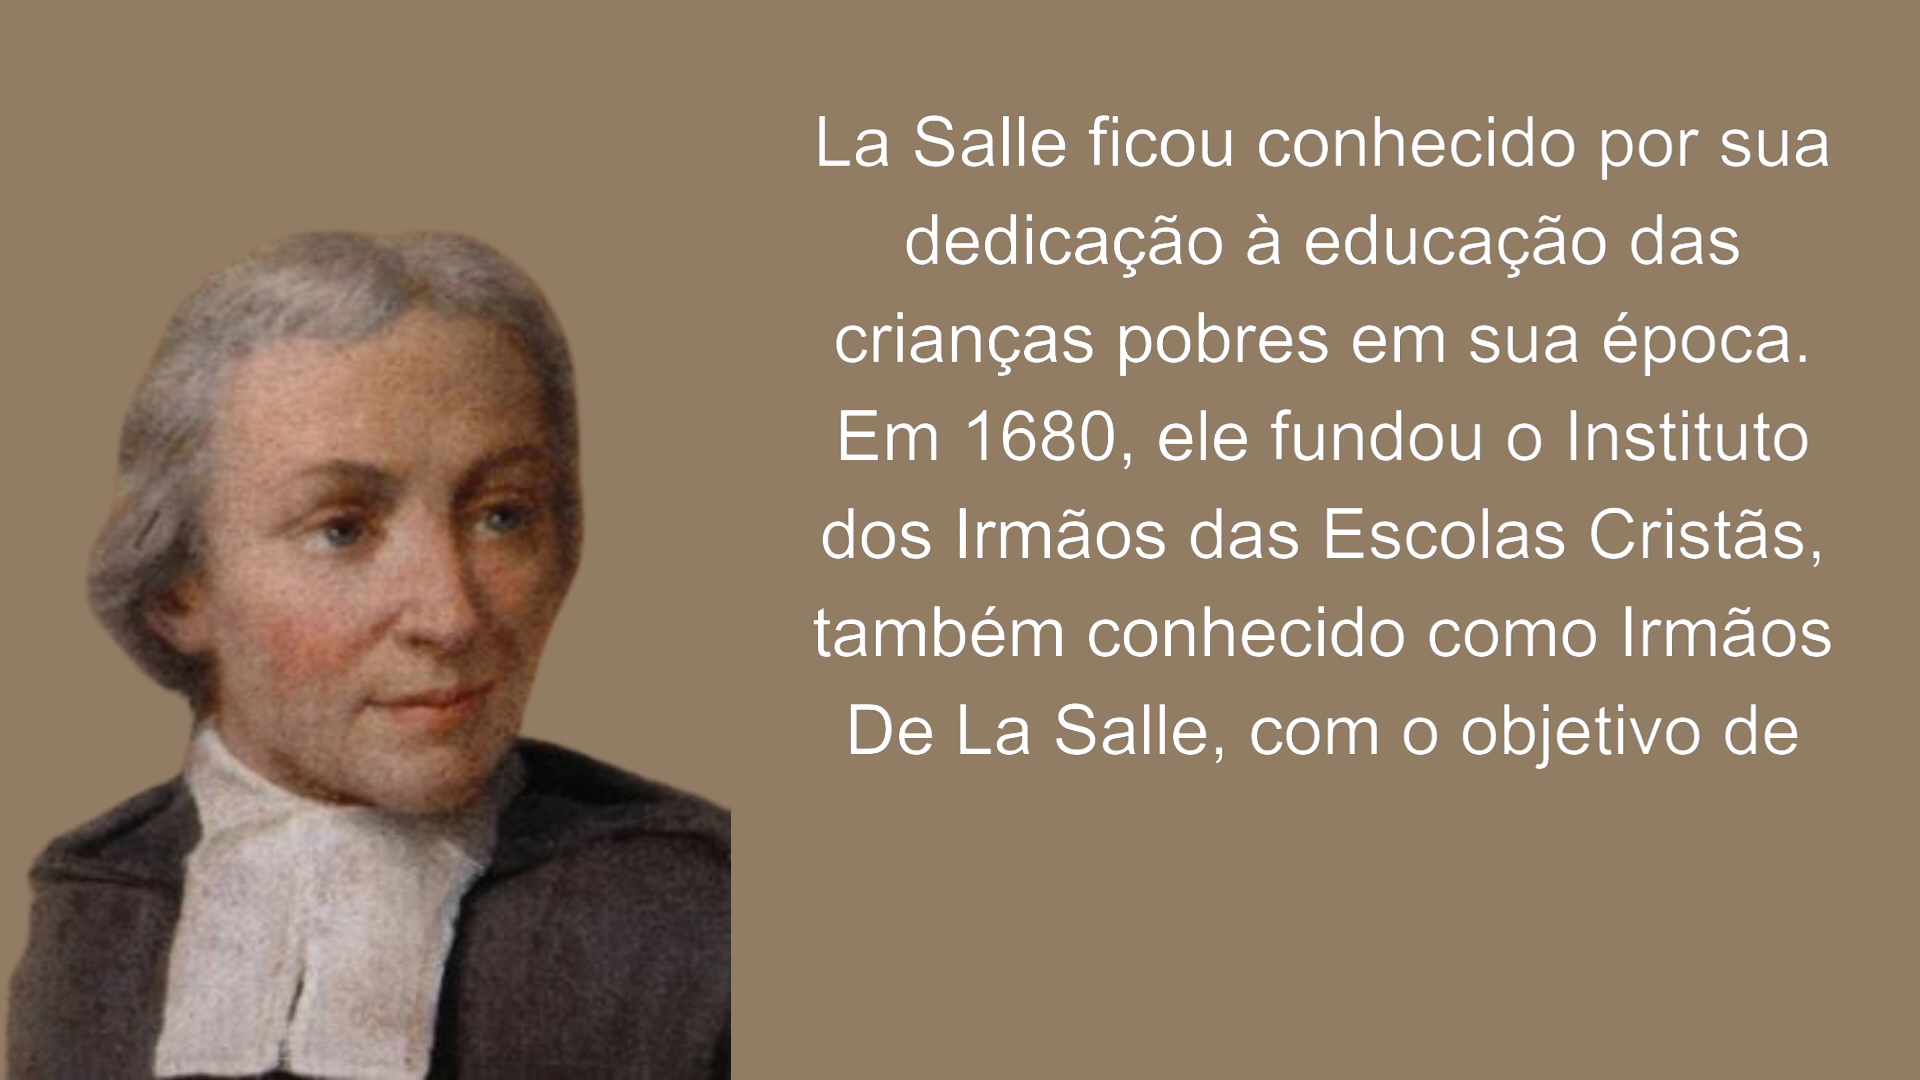 La Salle ficou conhecido por sua
dedicação à educação das
crianças pobres em sua época.
Em 1680, ele fundou o Instituto
dos Irmãos das Escolas Cristãs,
também conhecido como Irmãos
De La Salle, com o objetivo de